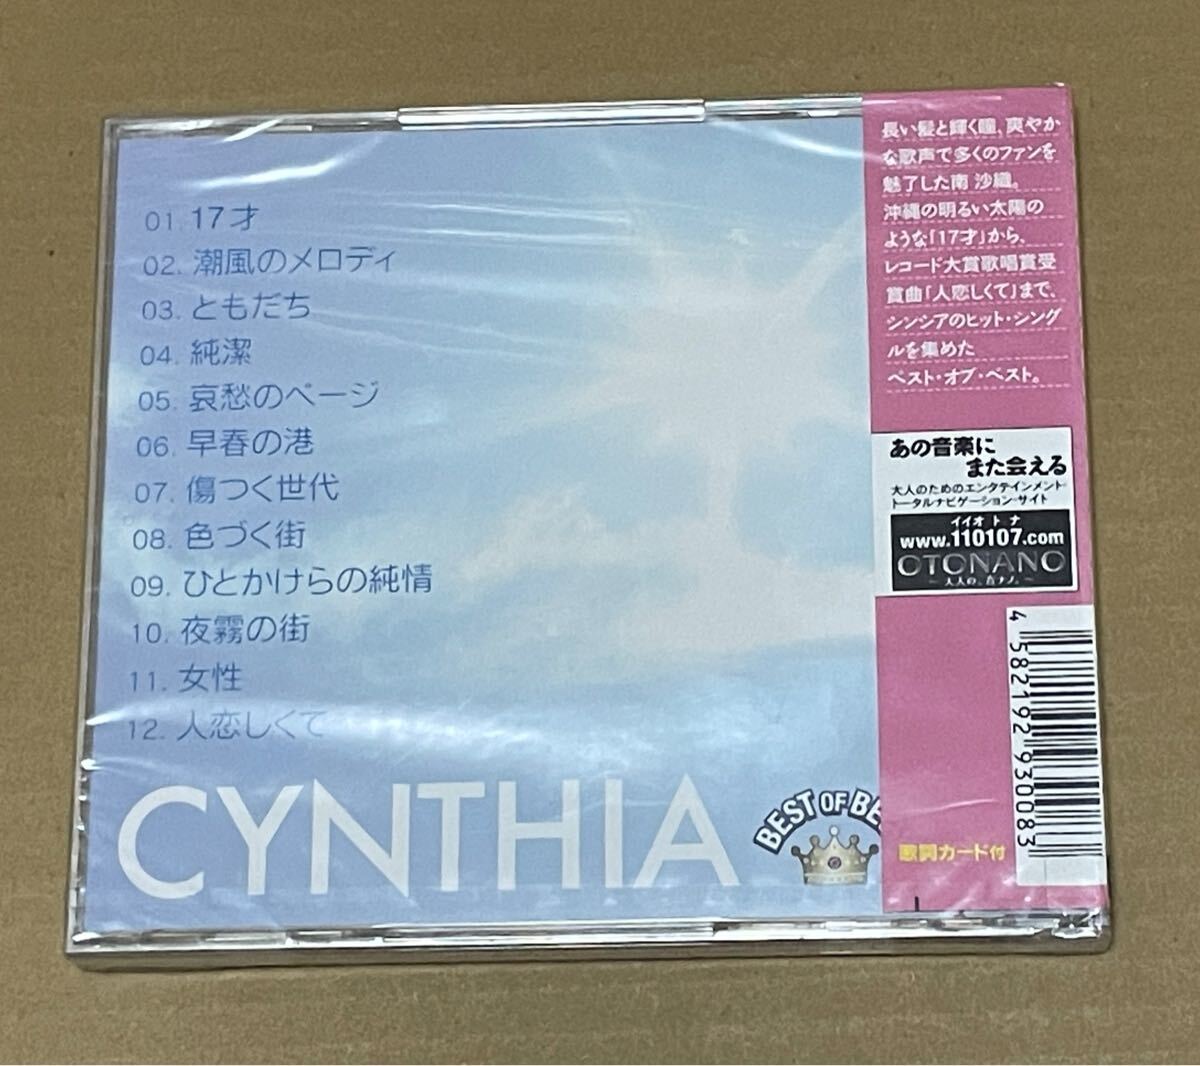 01. 17才
02. 潮風のメロディ
03. ともだち
04. 純潔
05. 哀愁のページ
06. 早春の港
07. 傷つく世代
08. 色づく街
09. ひとかけらの純情
10. 夜霧の街
11. 女性
12. 人恋しくて
CYNTHIA
BEST OF BE
長い髪と輝く瞳、爽やか
な歌声で多くのファンを
魅了した南 沙織。
沖縄の明るい太陽の
ような「17才」から、
レコード大賞歌唱賞受
賞曲「人恋しくて」まで、
シンシアのヒット・シング
ルを集めた
ベスト・オブ・ベスト。
あの音楽に
また会える
大人のためのエンタテインメント
トータルナビゲーション・サイト
イイオトナ
www.110107.com
OTONANO
歌詞カード付
4 582192 930083